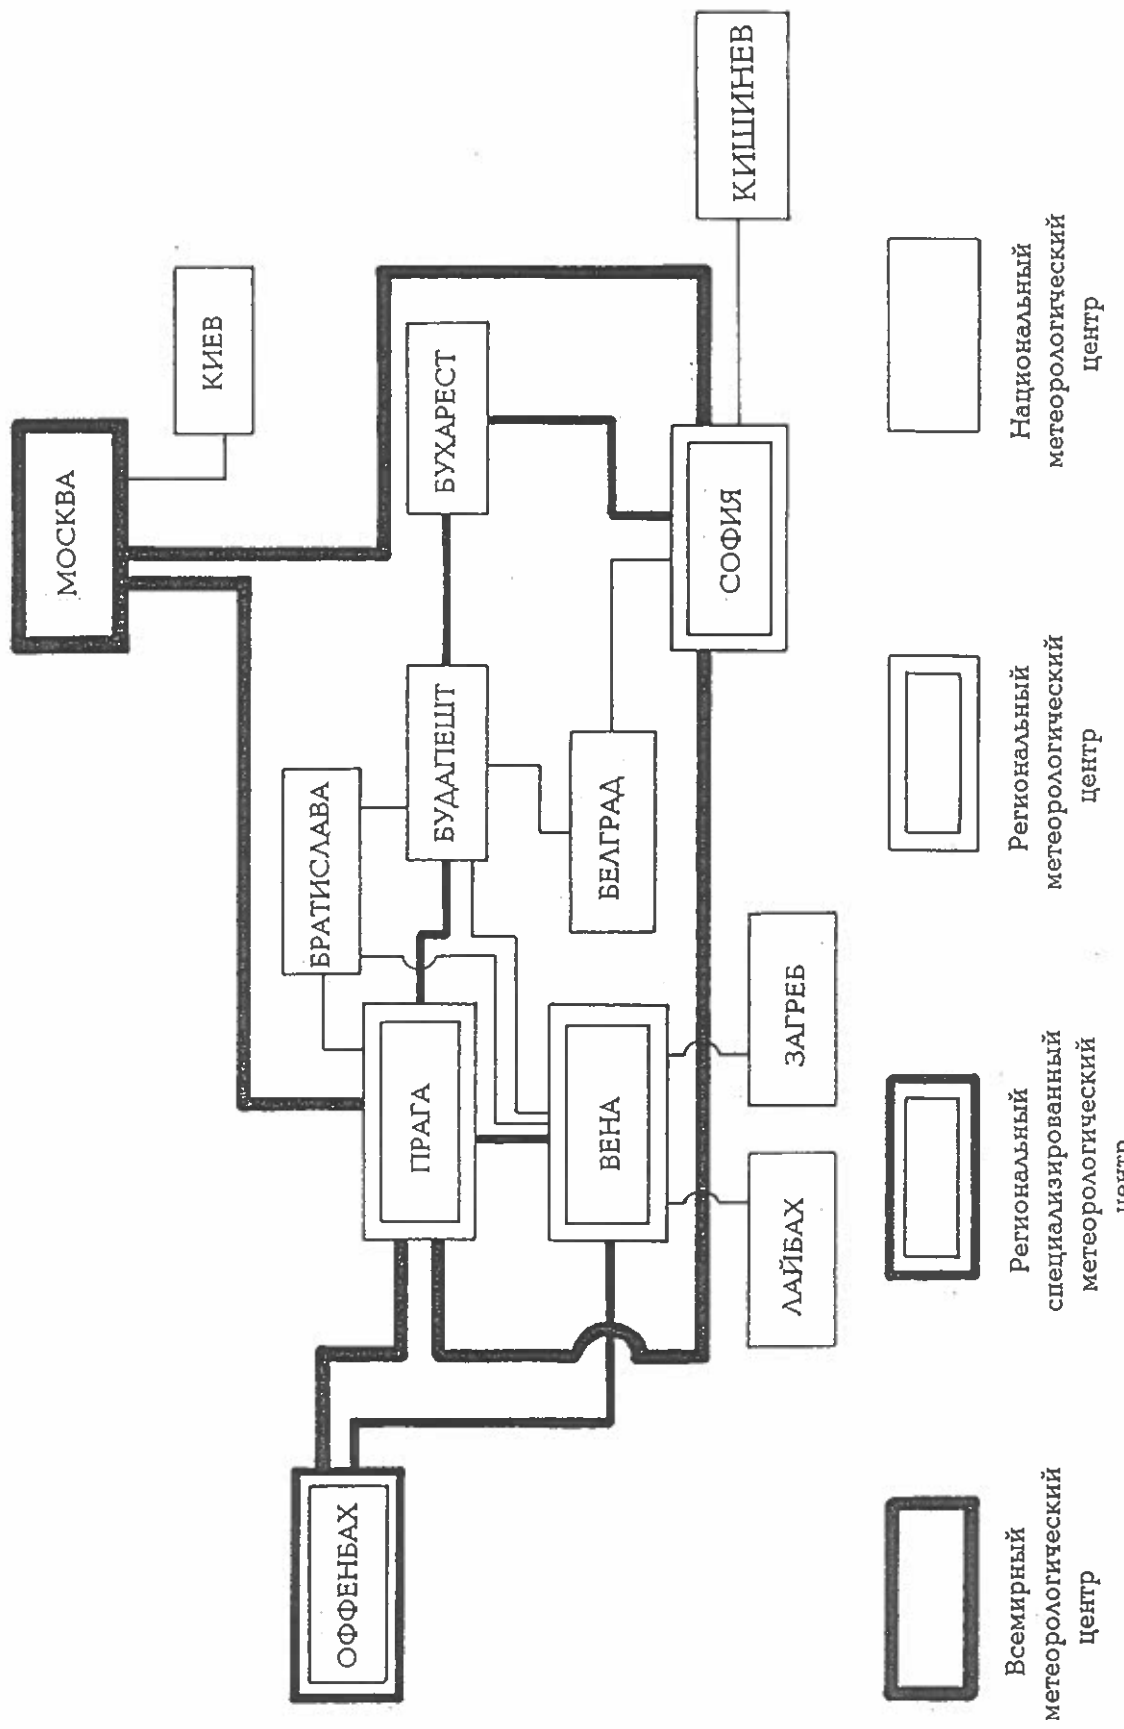 МОСКВА
КИЕВ
БРАТИСЛАВА
ОФФЕНБАХ
ПРАГА
БУДАПЕШТ
БУХАРЕСТ
ВЕНА
БЕЛГРАД
СОФИЯ
КИШИНЕВ
ЛАЙБАХ
ЗАГРЕБ
Всемирный
метеорологический
центр
Региональный
специализированный
метеорологический
центр
Региональный
метеорологический
центр
Национальный
метеорологический
центр